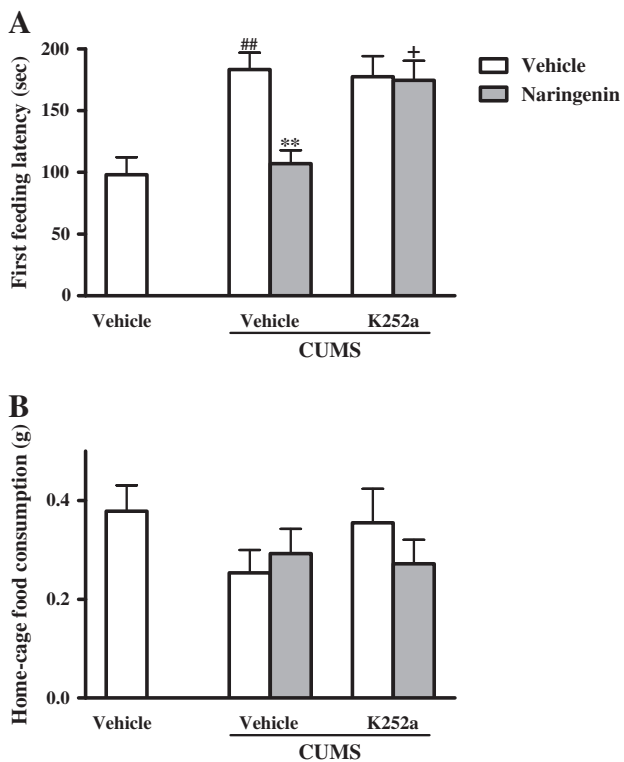 A
First feeding latency (sec)
200
150
100
50
0
##
**
+
Vehicle
Naringenin
Vehicle
Vehicle
K252a
CUMS
B
Home-cage food consumption (g)
0.4
0.2
0.0
Vehicle
Vehicle
K252a
CUMS